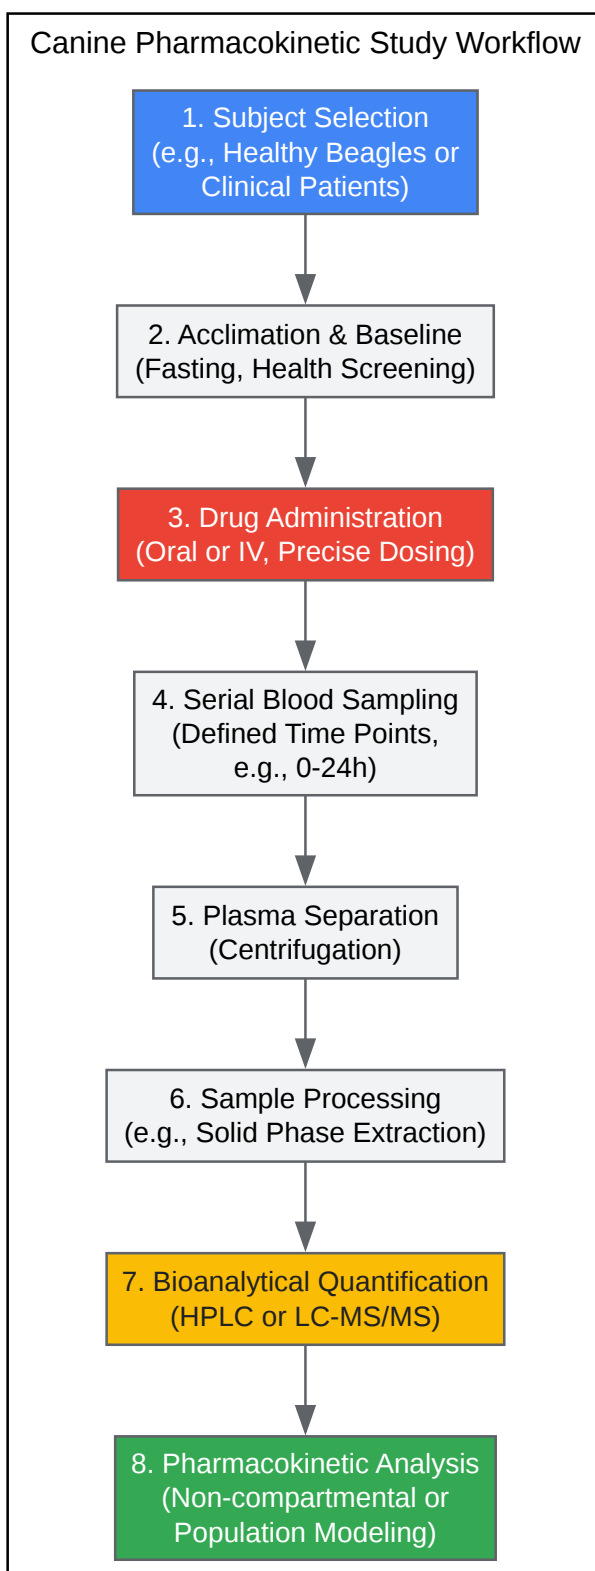 Canine Pharmacokinetic Study Workflow
1. Subject Selection
(e.g., Healthy Beagles or
Clinical Patients)
2. Acclimation & Baseline
(Fasting, Health Screening)
3. Drug Administration
(Oral or IV, Precise Dosing)
4. Serial Blood Sampling
(Defined Time Points,
e.g., 0-24h)
5. Plasma Separation
(Centrifugation)
6. Sample Processing
(e.g., Solid Phase Extraction)
7. Bioanalytical Quantification
(HPLC or LC-MS/MS)
8. Pharmacokinetic Analysis
(Non-compartmental or
Population Modeling)